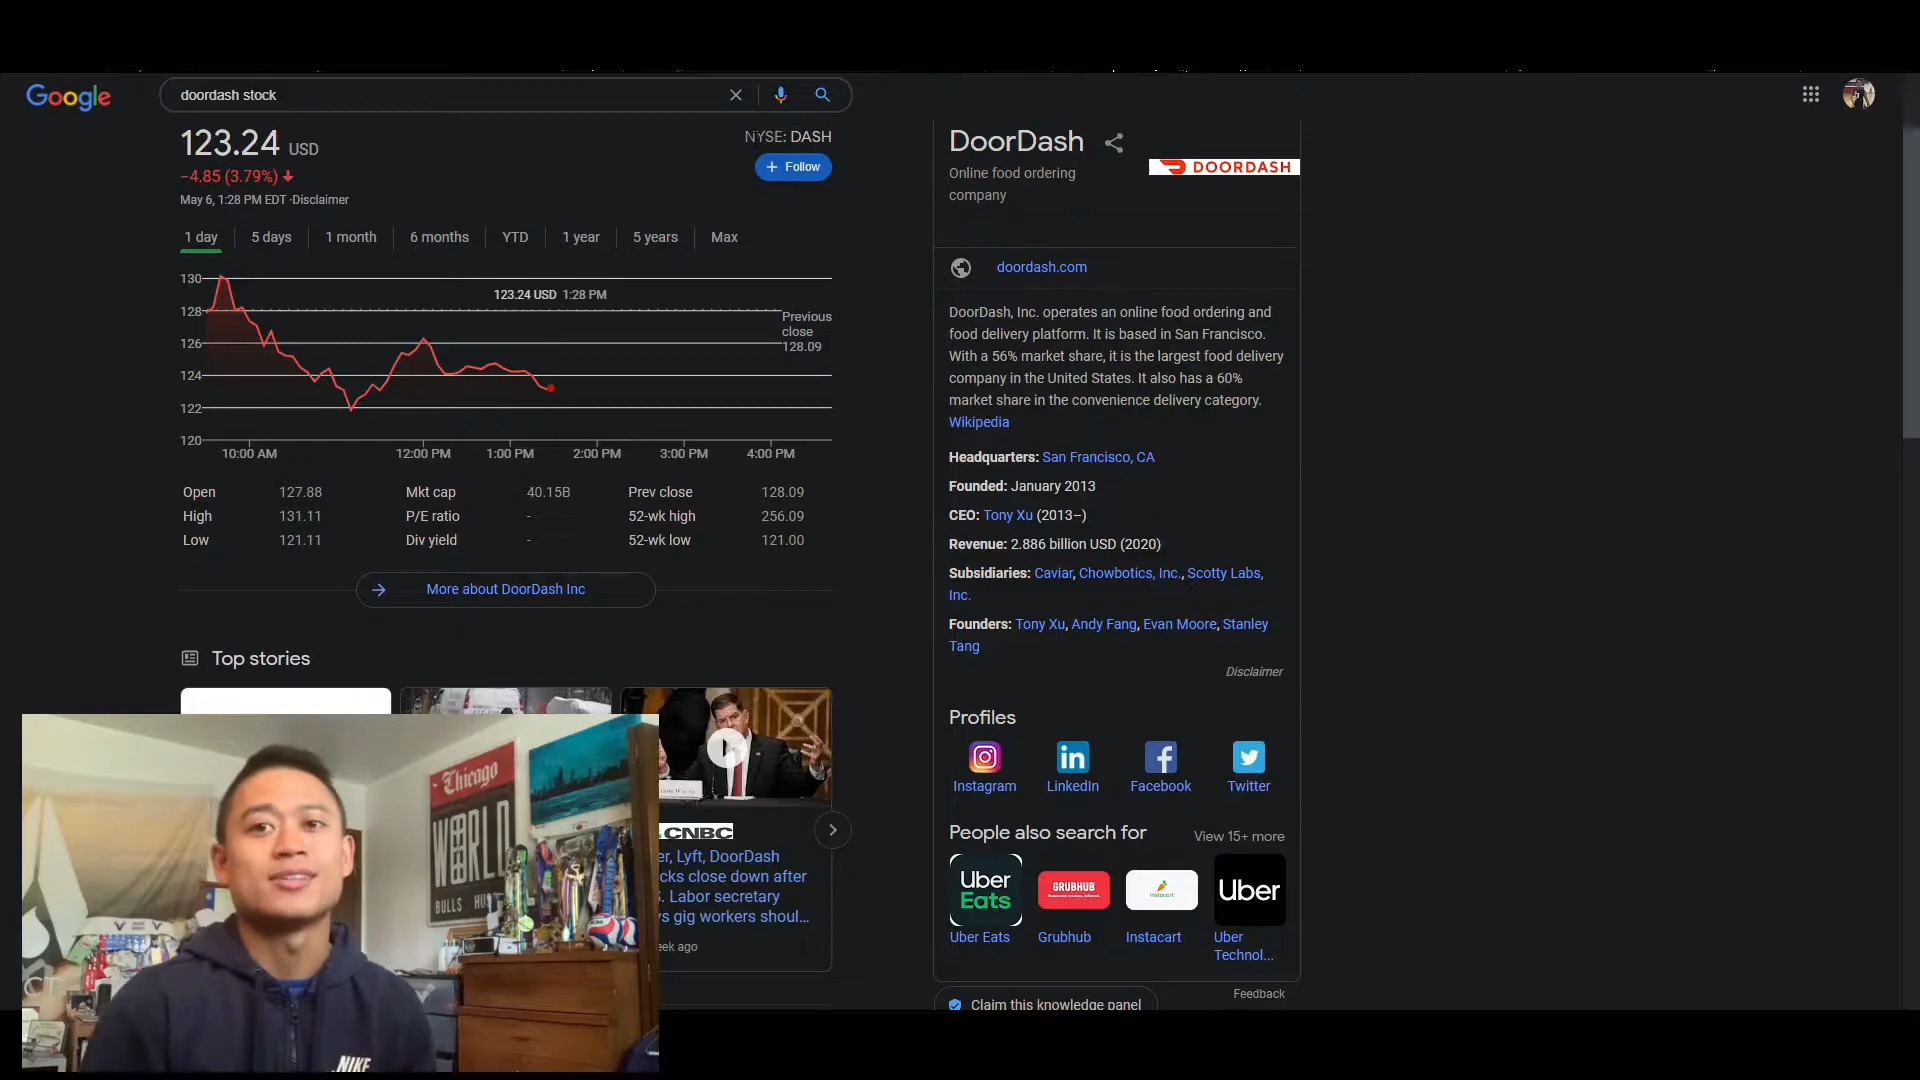 Google
doordash stock
123.24 USD
NYSE: DASH
−4.85 (3.79%)
+ Follow
May 6, 1:28 PM EDT · Disclaimer
1 day
5 days
1 month
6 months
YTD
1 year
5 years
Max
130
128
126
124
122
120
123.24 USD 1:28 PM
Previous
close
128.09
10:00 AM
12:00 PM
1:00 PM
2:00 PM
3:00 PM
4:00 PM
Open 127.88 Mkt cap 40.15B Prev close 128.09
High 131.11 P/E ratio - 52-wk high 256.09
Low 121.11 Div yield - 52-wk low 121.00
More about DoorDash Inc
Top stories
CNBC
er, Lyft, DoorDash
cks close down after
S. Labor secretary
ys gig workers shoul...
eek ago
Chicago
WORLD
BULLS
NIKE
DoorDash
DOORDASH
Online food ordering
company
doordash.com
DoorDash, Inc. operates an online food ordering and
food delivery platform. It is based in San Francisco.
With a 56% market share, it is the largest food delivery
company in the United States. It also has a 60%
market share in the convenience delivery category.
Wikipedia
Headquarters: San Francisco, CA
Founded: January 2013
CEO: Tony Xu (2013–)
Revenue: 2.886 billion USD (2020)
Subsidiaries: Caviar, Chowbotics, Inc., Scotty Labs,
Inc.
Founders: Tony Xu, Andy Fang, Evan Moore, Stanley
Tang
Disclaimer
Profiles
Instagram
LinkedIn
Facebook
Twitter
People also search for
View 15+ more
Uber
Eats
GRUBHUB
instacart
Uber
Uber Eats
Grubhub
Instacart
Uber
Technol...
Feedback
Claim this knowledge panel